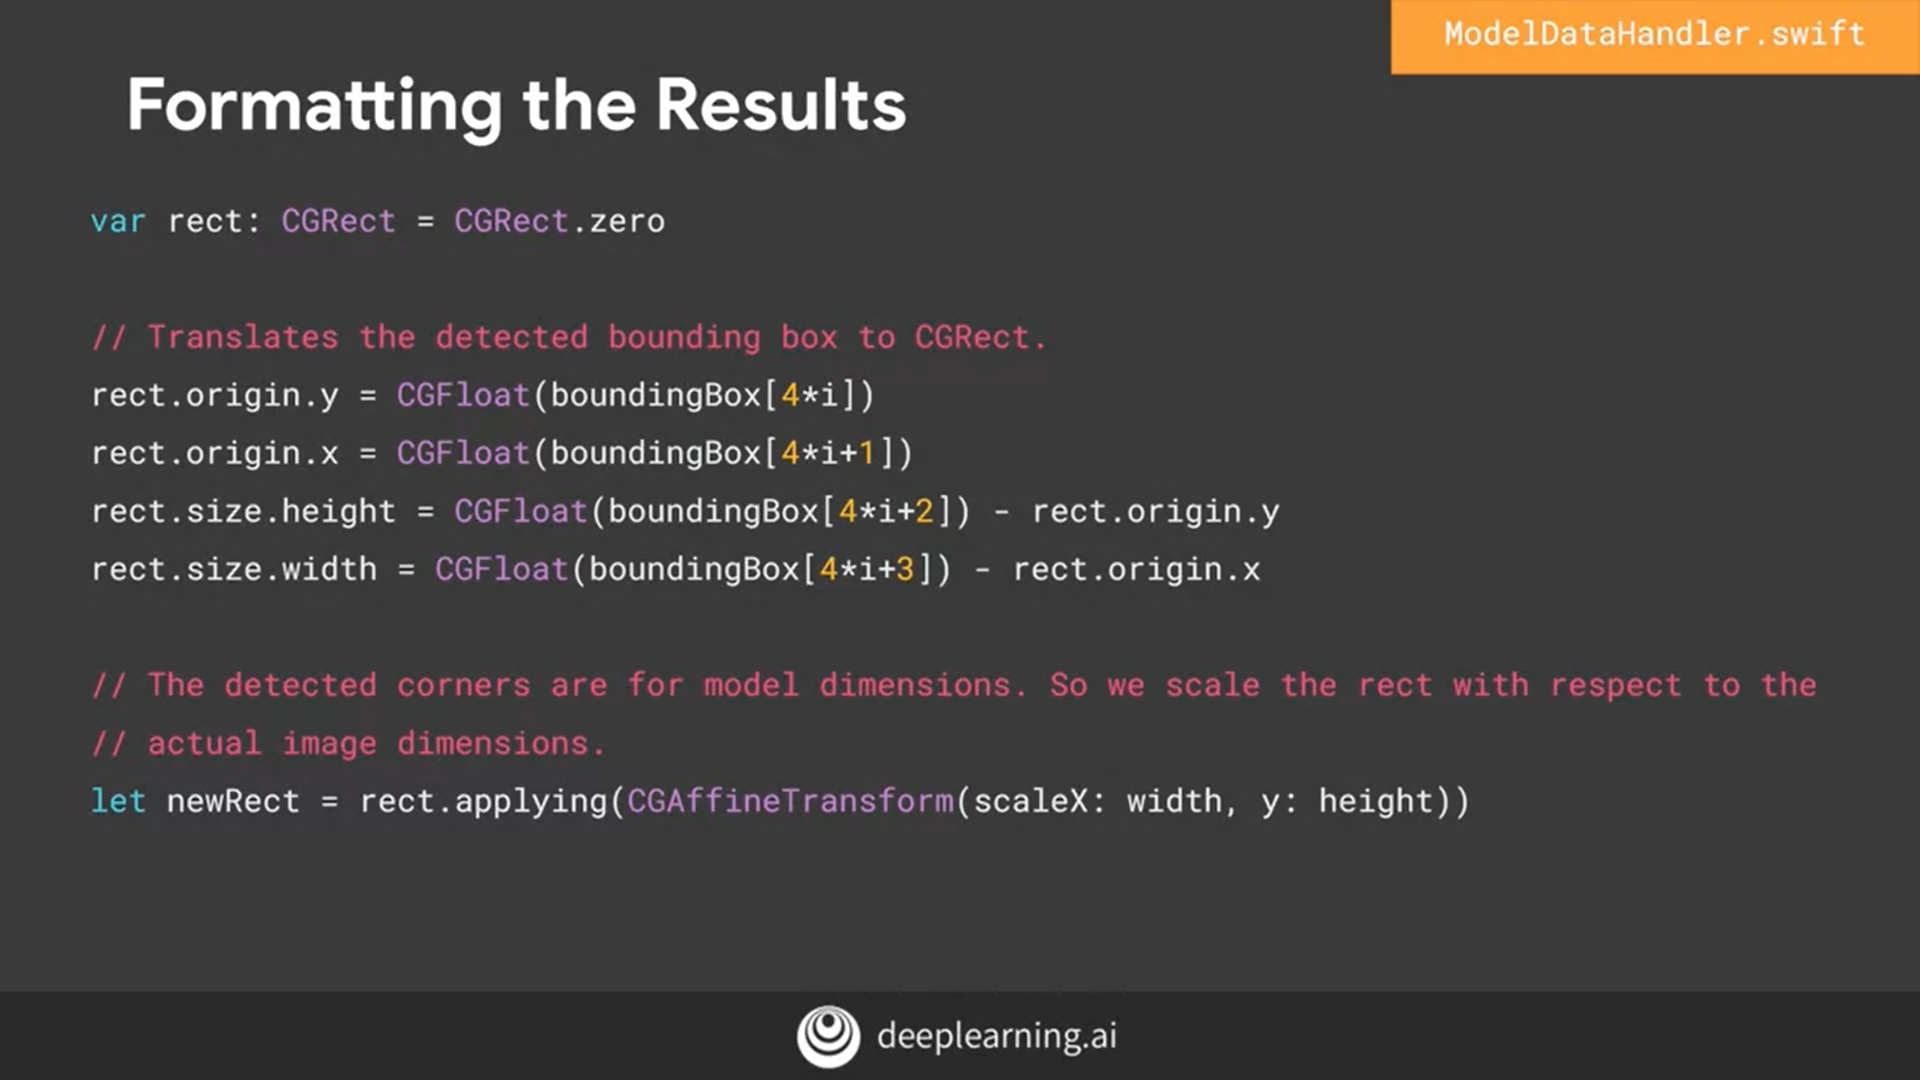 ModelDataHandler.swift
Formatting the Results
var rect: CGRect = CGRect.zero
// Translates the detected bounding box to CGRect.
rect.origin.y = CGFloat(boundingBox[4*i])
rect.origin.x = CGFloat(boundingBox[4*i+1])
rect.size.height = CGFloat(boundingBox[4*i+2]) - rect.origin.y
rect.size.width = CGFloat(boundingBox[4*i+3]) - rect.origin.x
// The detected corners are for model dimensions. So we scale the rect with respect to the
// actual image dimensions.
let newRect = rect.applying(CGAffineTransform(scaleX: width, y: height))
deeplearning.ai